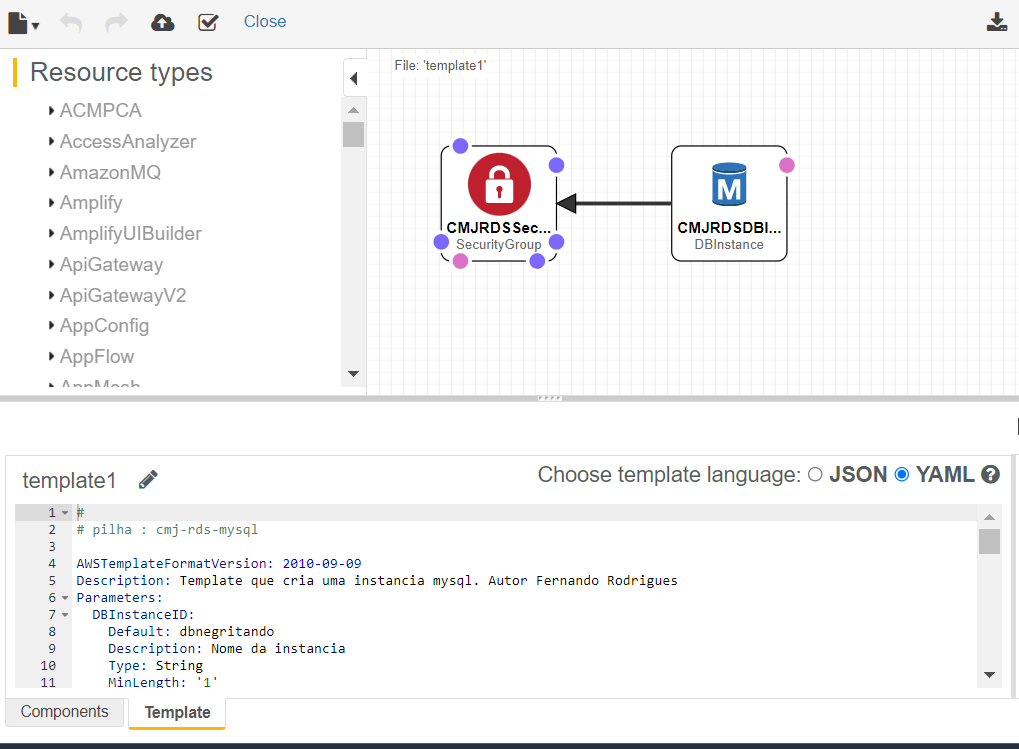 Close
Resource types
ACMPCA
AccessAnalyzer
AmazonMQ
Amplify
AmplifyUIBuilder
ApiGateway
ApiGatewayV2
AppConfig
AppFlow
AppMesh
File: 'template1'
CMJRDSSec...
SecurityGroup
M
CMJRDSDBI...
DBInstance
template1
Choose template language: JSON YAML ?
1 #
2 # pilha : cmj-rds-mysql
3
4 AWSTemplateFormatVersion: 2010-09-09
5 Description: Template que cria uma instancia mysql. Autor Fernando Rodrigues
6 Parameters:
7 DBInstanceID:
8 Default: dbnegritando
9 Description: Nome da instancia
10 Type: String
11 MinLength: '1'
Components
Template